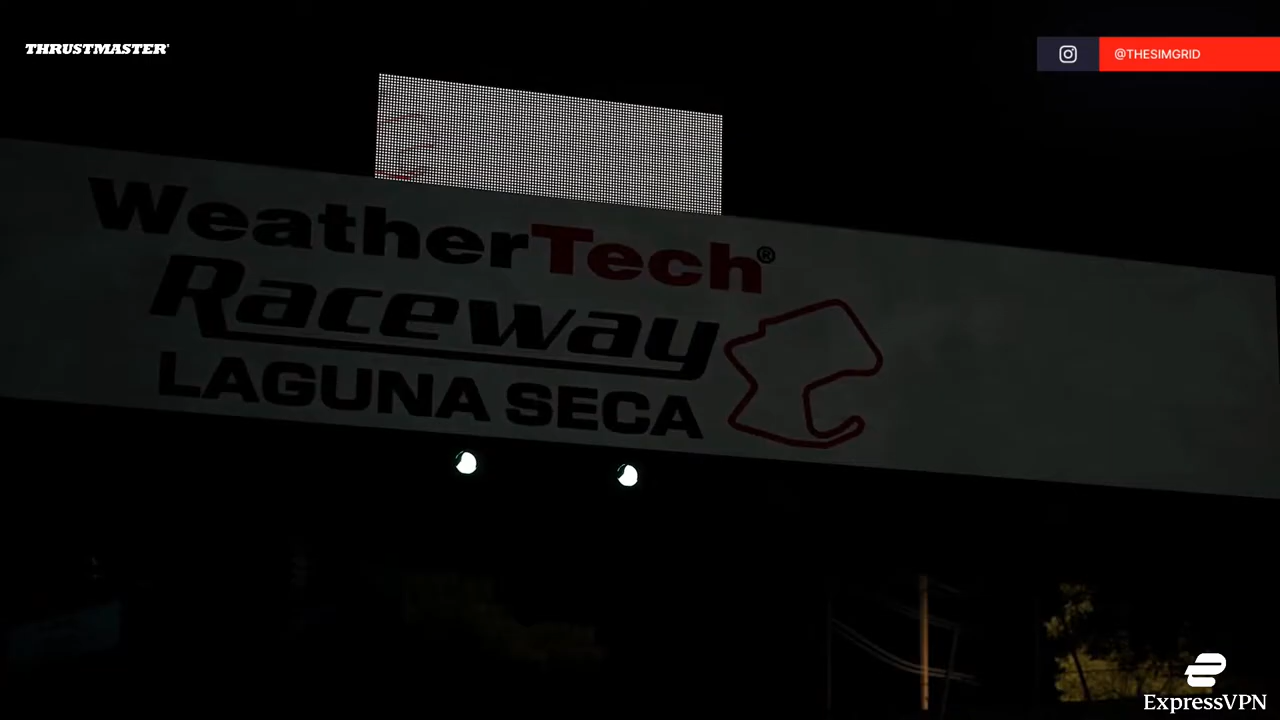 THRUSTMASTER
@THESIMGRID
WeatherTech®
Raceway
LAGUNA SECA
ExpressVPN